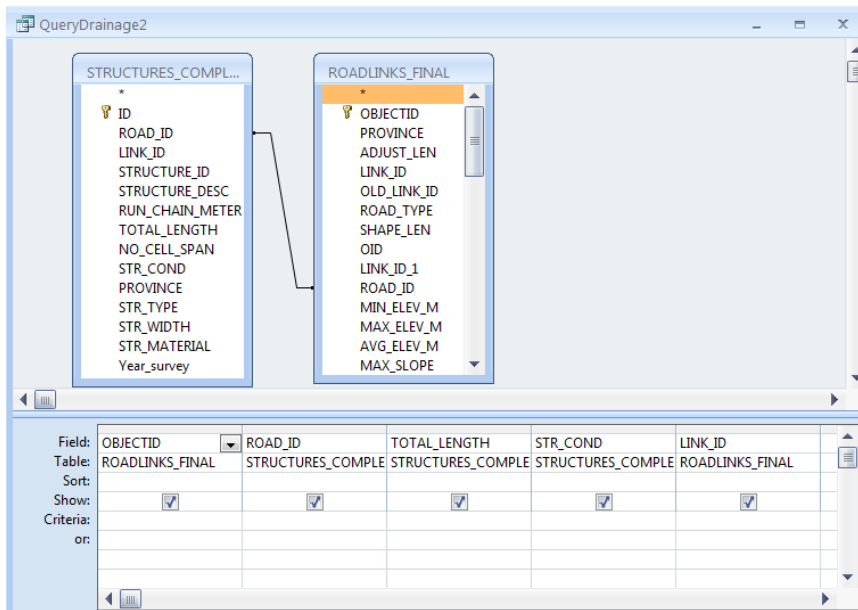 QueryDrainage2
STRUCTURES_COMPL...
*
ID
ROAD_ID
LINK_ID
STRUCTURE_ID
STRUCTURE_DESC
RUN_CHAIN_METER
TOTAL_LENGTH
NO_CELL_SPAN
STR_COND
PROVINCE
STR_TYPE
STR_WIDTH
STR_MATERIAL
Year_survey
ROADLINKS_FINAL
*
OBJECTID
PROVINCE
ADJUST_LEN
LINK_ID
OLD_LINK_ID
ROAD_TYPE
SHAPE_LEN
OID
LINK_ID_1
ROAD_ID
MIN_ELEV_M
MAX_ELEV_M
AVG_ELEV_M
MAX_SLOPE
Field: OBJECTID ROAD_ID TOTAL_LENGTH STR_COND LINK_ID
Table: ROADLINKS_FINAL STRUCTURES_COMPLE STRUCTURES_COMPLE STRUCTURES_COMPLE ROADLINKS_FINAL
Sort:
Show:
Criteria:
or: